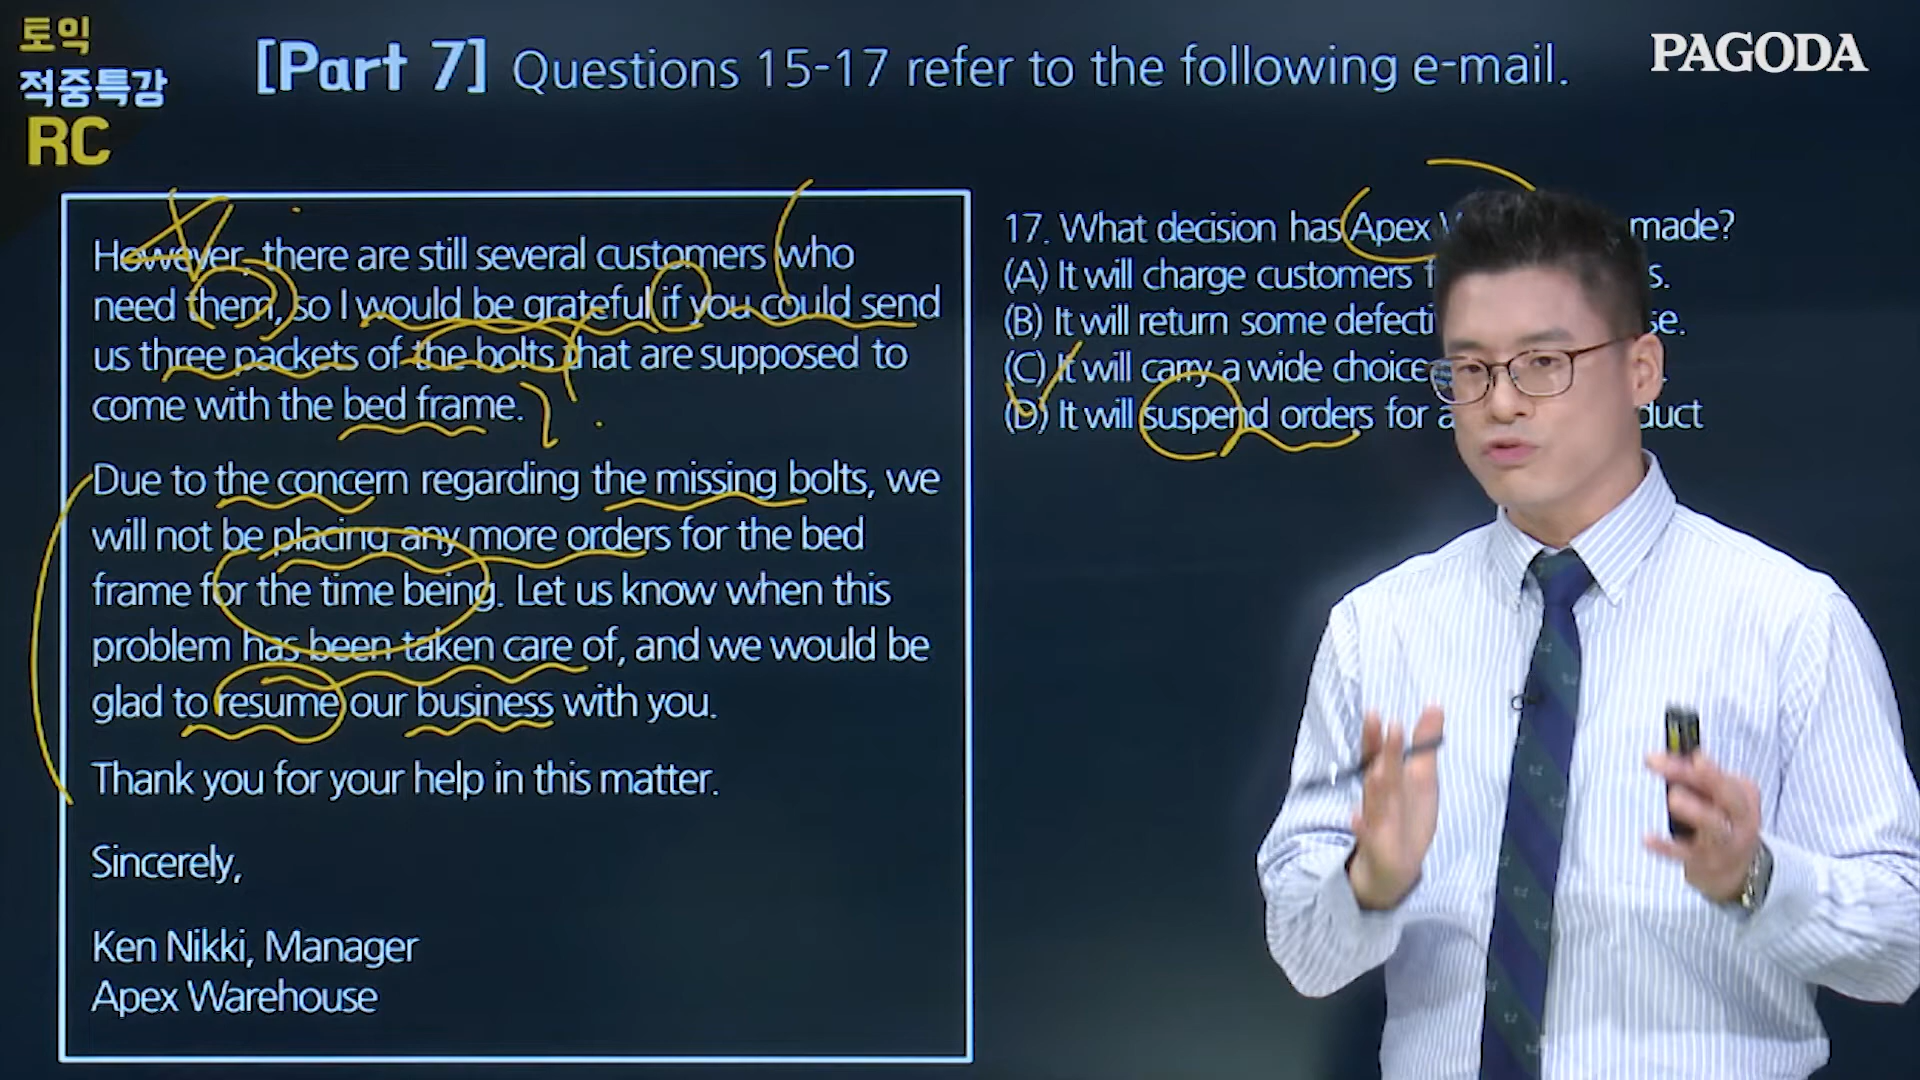 토익
적중특강
RC
[Part 7] Questions 15-17 refer to the following e-mail.
PAGODA
However, there are still several customers who
need them, so I would be grateful if you could send
us three packets of the bolts that are supposed to
come with the bed frame.
Due to the concern regarding the missing bolts, we
will not be placing any more orders for the bed
frame for the time being. Let us know when this
problem has been taken care of, and we would be
glad to resume our business with you.
Thank you for your help in this matter.
Sincerely,
Ken Nikki, Manager
Apex Warehouse
17. What decision has Apex made?
(A) It will charge customers
(B) It will return some
(C) It will carry a wide choice
(D) It will suspend orders for